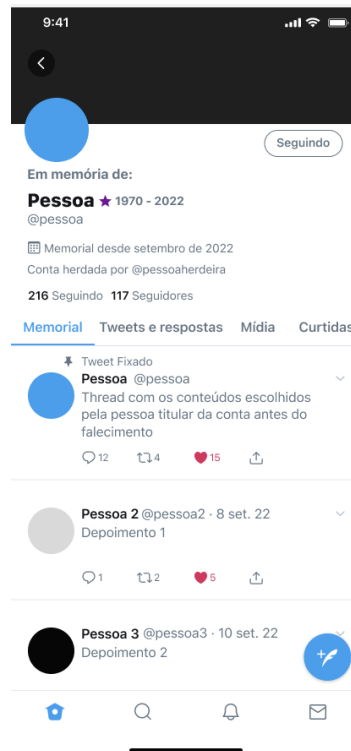 9:41
Seguindo
Em memória de:
Pessoa ★ 1970 - 2022
@pessoa
Memorial desde setembro de 2022
Conta herdada por @pessoaherdeira
216 Seguindo 117 Seguidores
Memorial Tweets e respostas Mídia Curtidas
Tweet Fixado
Pessoa @pessoa
Thread com os conteúdos escolhidos
pela pessoa titular da conta antes do
falecimento
12 4 15
Pessoa 2 @pessoa2 · 8 set. 22
Depoimento 1
1 2 5
Pessoa 3 @pessoa3 · 10 set. 22
Depoimento 2